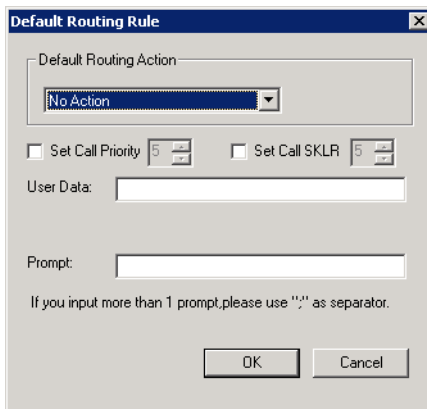 Default Routing Rule
Default Routing Action
No Action
Set Call Priority 5 Set Call SKLR 5
User Data:
Prompt:
If you input more than 1 prompt,please use ";" as separator.
OK Cancel